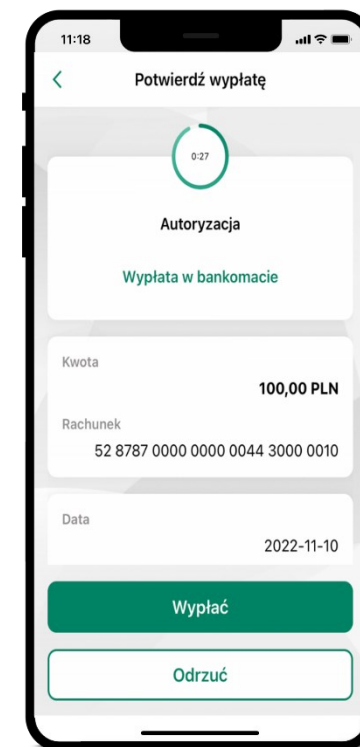 11:18
Potwierdź wypłatę
0:27
Autoryzacja
Wypłata w bankomacie
Kwota
100,00 PLN
Rachunek
52 8787 0000 0000 0044 3000 0010
Data
2022-11-10
Wypłać
Odrzuć